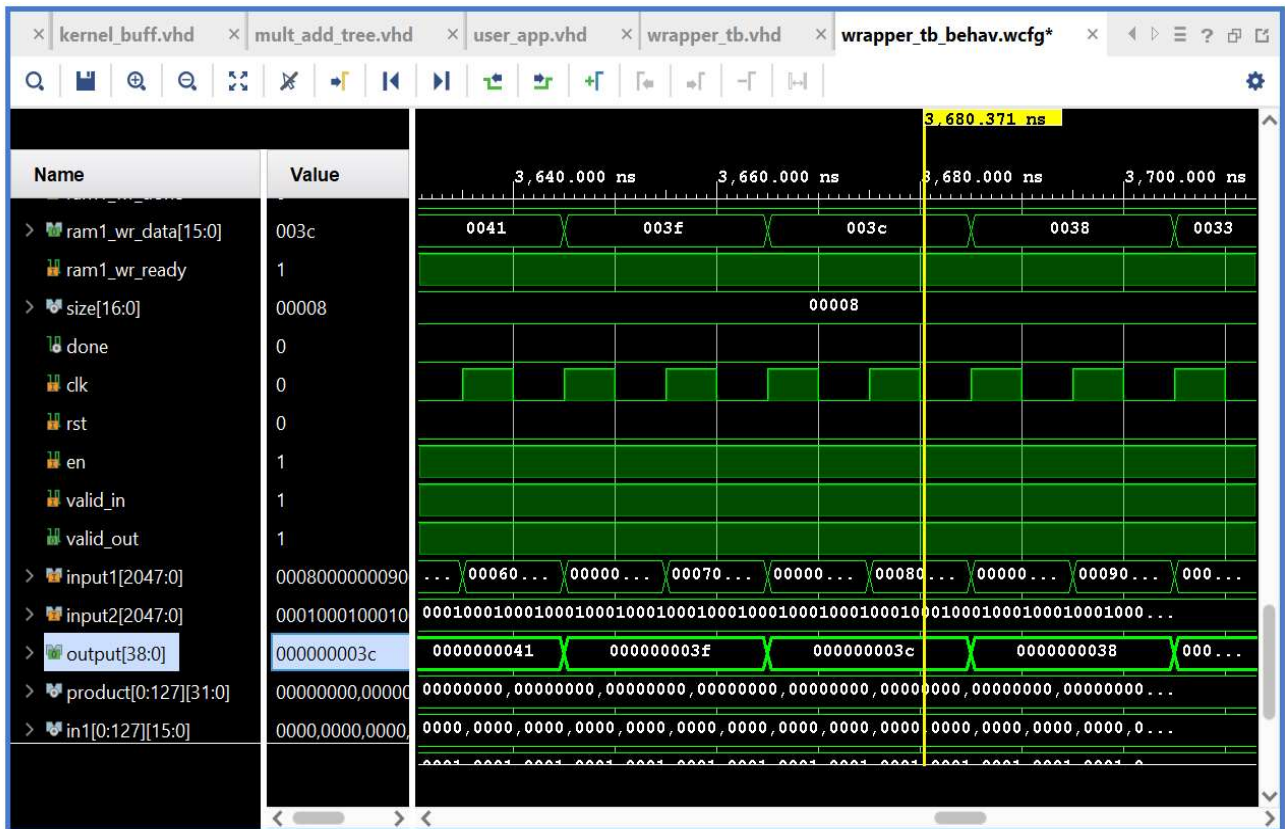 kernel_buff.vhd mult_add_tree.vhd user_app.vhd wrapper_tb.vhd wrapper_tb_behav.wcfg*
3,680.371 ns
Name Value 3,640.000 ns 3,660.000 ns 3,680.000 ns 3,700.000 ns
ram1_wr_data[15:0] 003c 0041 003f 003c 0038 0033
ram1_wr_ready 1
size[16:0] 00008 00008
done 0
clk 0
rst 0
en 1
valid_in 1
valid_out 1
input1[2047:0] 0008000000090 ... 00060... 00000... 00070... 00000... 00080... 00000... 00090... 000...
input2[2047:0] 0001000100010 0001000100010001000100010001000100010001000100010001000100010001000100010001000...
output[38:0] 000000003c 0000000041 000000003f 000000003c 0000000038 000...
product[0:127][31:0] 00000000,00000 00000000,00000000,00000000,00000000,00000000,00000000,00000000,00000000...
in1[0:127][15:0] 0000,0000,0000, 0000,0000,0000,0000,0000,0000,0000,0000,0000,0000,0000,0000,0000,0000,0...